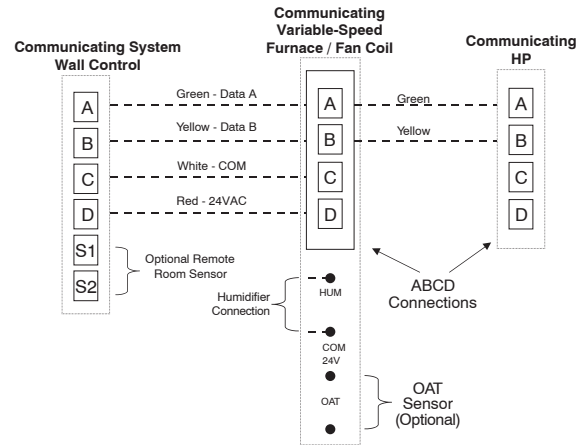 Communicating System
Wall Control
Communicating
Variable-Speed
Furnace / Fan Coil
Communicating
HP
A
Green - Data A
A
Green
A
B
Yellow - Data B
B
Yellow
B
C
White - COM
C
C
D
Red - 24VAC
D
D
S1
S2
Optional Remote
Room Sensor
Humidifier
Connection
HUM
COM
24V
OAT
ABCD
Connections
OAT
Sensor
(Optional)